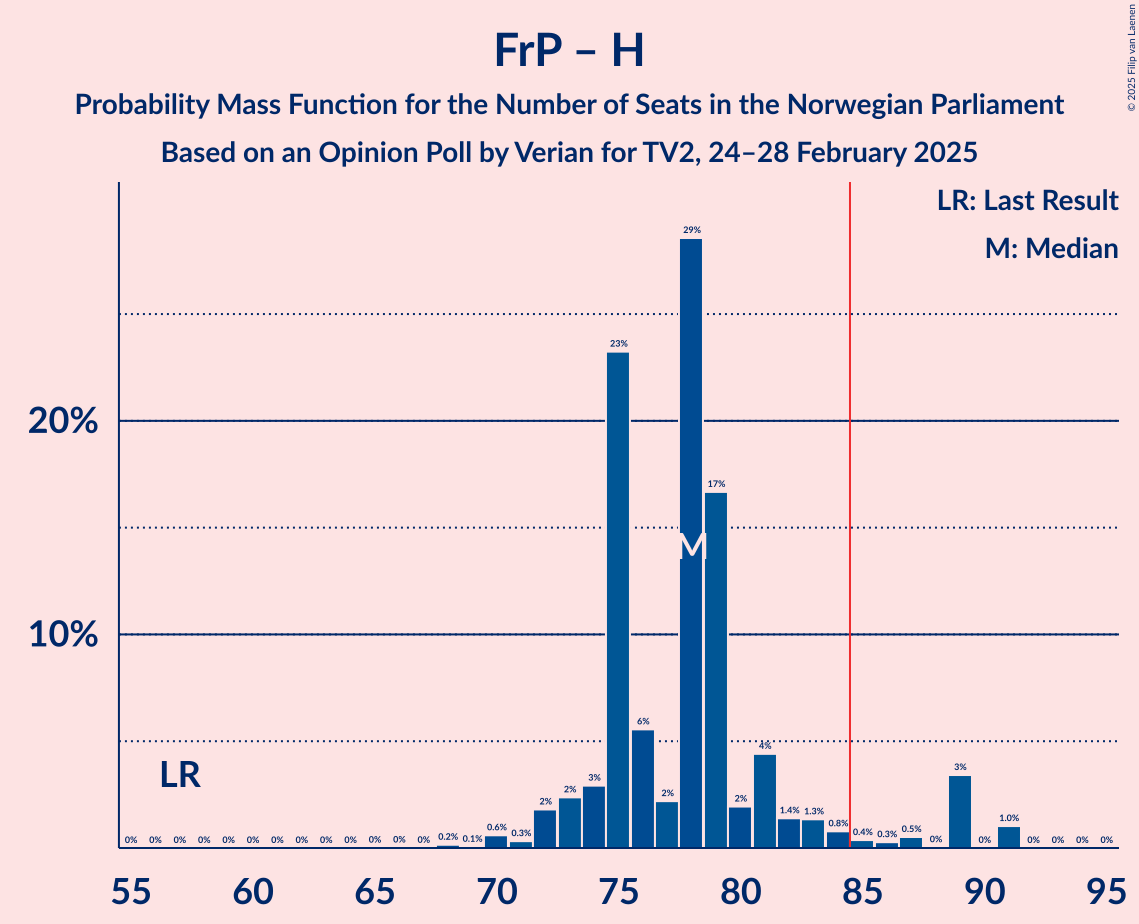 FrP – H
Probability Mass Function for the Number of Seats in the Norwegian Parliament
Based on an Opinion Poll by Verian for TV2, 24–28 February 2025
© 2025 Filip van Laenen
LR: Last Result
M: Median
20%
10%
LR
M
0% 0% 0% 0% 0% 0% 0% 0% 0% 0% 0% 0% 0% 0.2% 0.1% 0.6% 0.3% 2% 2% 3% 23% 6% 2% 29% 17% 2% 4% 1.4% 1.3% 0.8% 0.4% 0.3% 0.5% 0% 3% 0% 1.0% 0% 0% 0% 0%
55 60 65 70 75 80 85 90 95